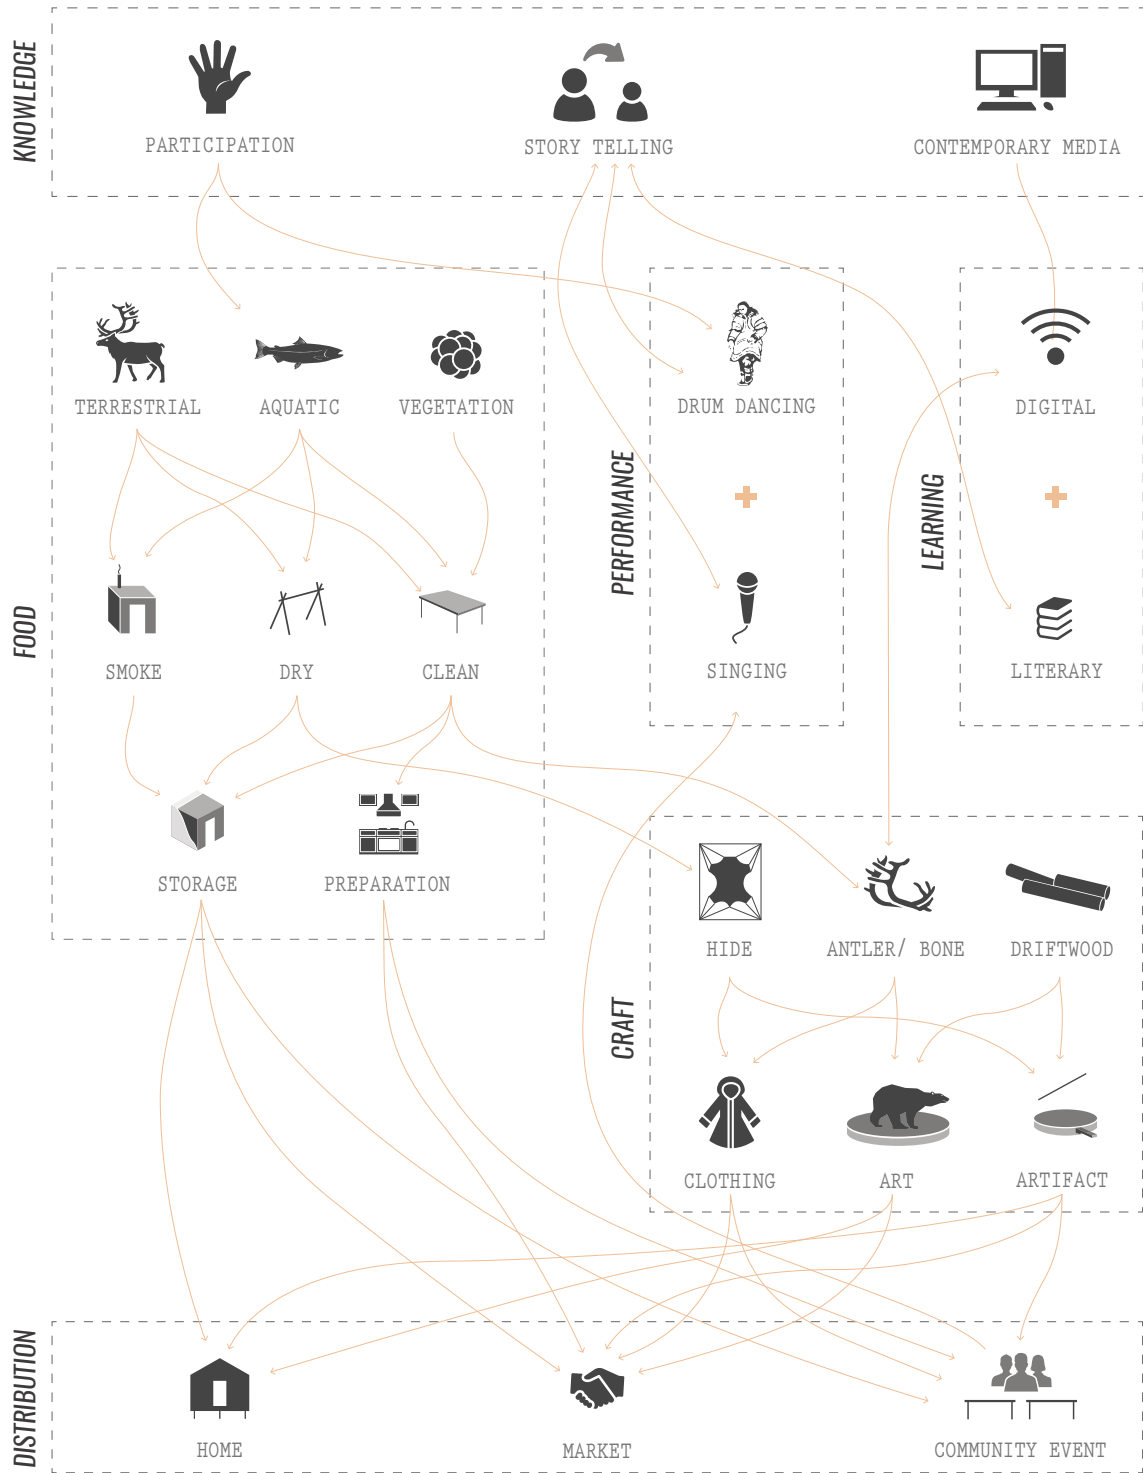 KNOWLEDGE
PARTICIPATION
STORY TELLING
CONTEMPORARY MEDIA
FOOD
TERRESTRIAL
AQUATIC
VEGETATION
SMOKE
DRY
CLEAN
STORAGE
PREPARATION
PERFORMANCE
DRUM DANCING
SINGING
LEARNING
DIGITAL
LITERARY
CRAFT
HIDE
ANTLER/ BONE
DRIFTWOOD
CLOTHING
ART
ARTIFACT
DISTRIBUTION
HOME
MARKET
COMMUNITY EVENT